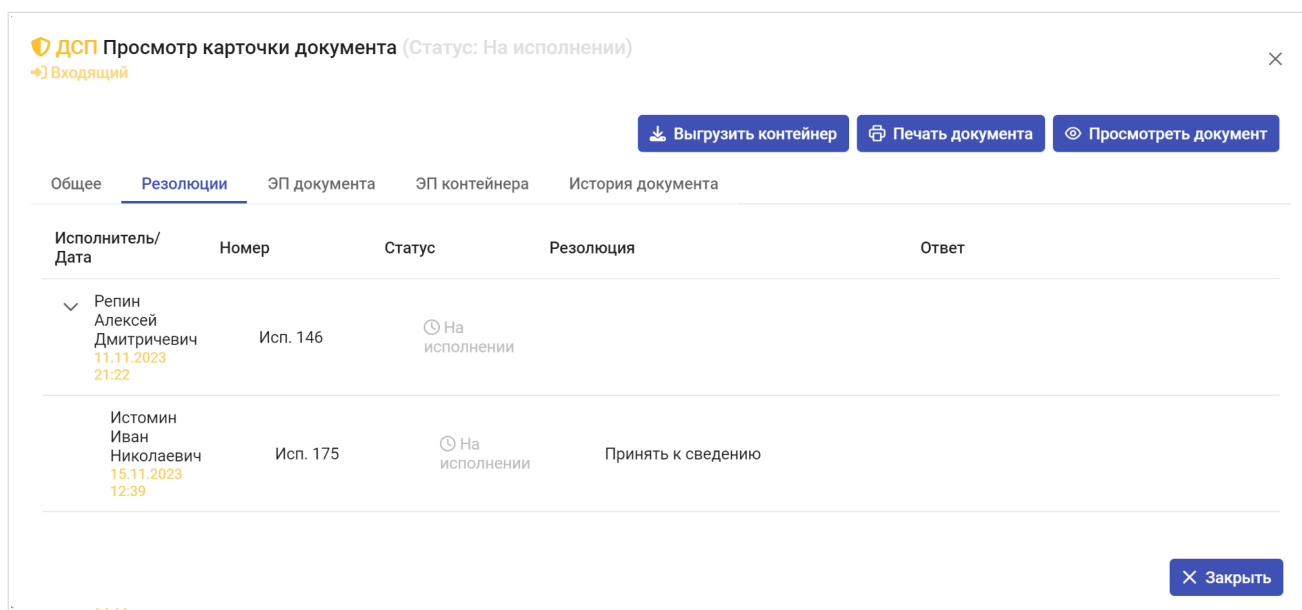 ДСП Просмотр карточки документа (Статус: На исполнении)
Входящий
Выгрузить контейнер
Печать документа
Просмотреть документ
Общее
Резолюции
ЭП документа
ЭП контейнера
История документа
Исполнитель/
Дата
Номер
Статус
Резолюция
Ответ
Репин
Алексей
Дмитричевич
11.11.2023
21:22
Исп. 146
На
исполнении
Истомин
Иван
Николаевич
15.11.2023
12:39
Исп. 175
На
исполнении
Принять к сведению
Закрыть